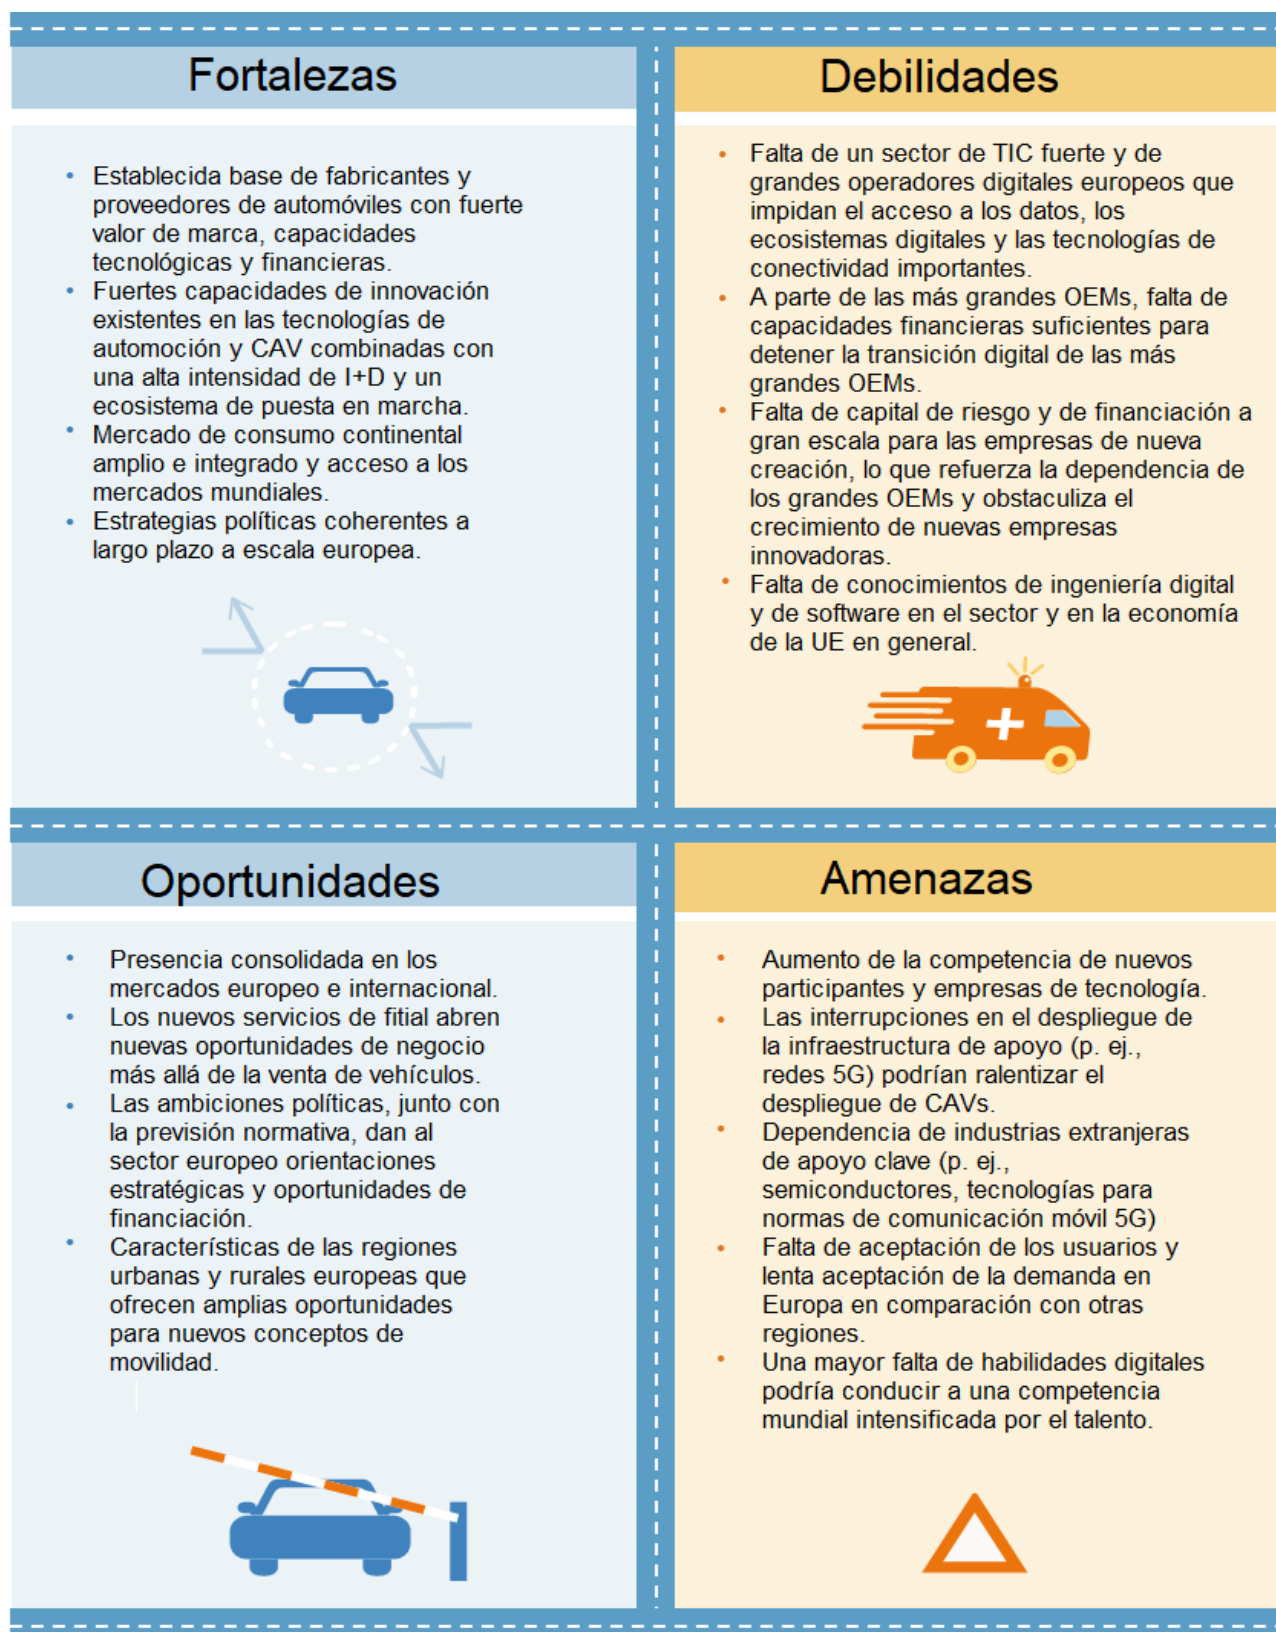 Fortalezas
• Establecida base de fabricantes y
proveedores de automóviles con fuerte
valor de marca, capacidades
tecnológicas y financieras.
• Fuertes capacidades de innovación
existentes en las tecnologías de
automoción y CAV combinadas con
una alta intensidad de I+D y un
ecosistema de puesta en marcha.
• Mercado de consumo continental
amplio e integrado y acceso a los
mercados mundiales.
• Estrategias políticas coherentes a
largo plazo a escala europea.
Debilidades
• Falta de un sector de TIC fuerte y de
grandes operadores digitales europeos que
impidan el acceso a los datos, los
ecosistemas digitales y las tecnologías de
conectividad importantes.
• A parte de las más grandes OEMs, falta de
capacidades financieras suficientes para
detener la transición digital de las más
grandes OEMs.
• Falta de capital de riesgo y de financiación a
gran escala para las empresas de nueva
creación, lo que refuerza la dependencia de
los grandes OEMs y obstaculiza el
crecimiento de nuevas empresas
innovadoras.
• Falta de conocimientos de ingeniería digital
y de software en el sector y en la economía
de la UE en general.
Oportunidades
• Presencia consolidada en los
mercados europeo e internacional.
• Los nuevos servicios de fitial abren
nuevas oportunidades de negocio
más allá de la venta de vehículos.
• Las ambiciones políticas, junto con
la previsión normativa, dan al
sector europeo orientaciones
estratégicas y oportunidades de
financiación.
• Características de las regiones
urbanas y rurales europeas que
ofrecen amplias oportunidades
para nuevos conceptos de
movilidad.
Amenazas
• Aumento de la competencia de nuevos
participantes y empresas de tecnología.
• Las interrupciones en el despliegue de
la infraestructura de apoyo (p. ej.,
redes 5G) podrían ralentizar el
despliegue de CAVs.
• Dependencia de industrias extranjeras
de apoyo clave (p. ej.,
semiconductores, tecnologías para
normas de comunicación móvil 5G)
• Falta de aceptación de los usuarios y
lenta aceptación de la demanda en
Europa en comparación con otras
regiones.
• Una mayor falta de habilidades digitales
podría conducir a una competencia
mundial intensificada por el talento.